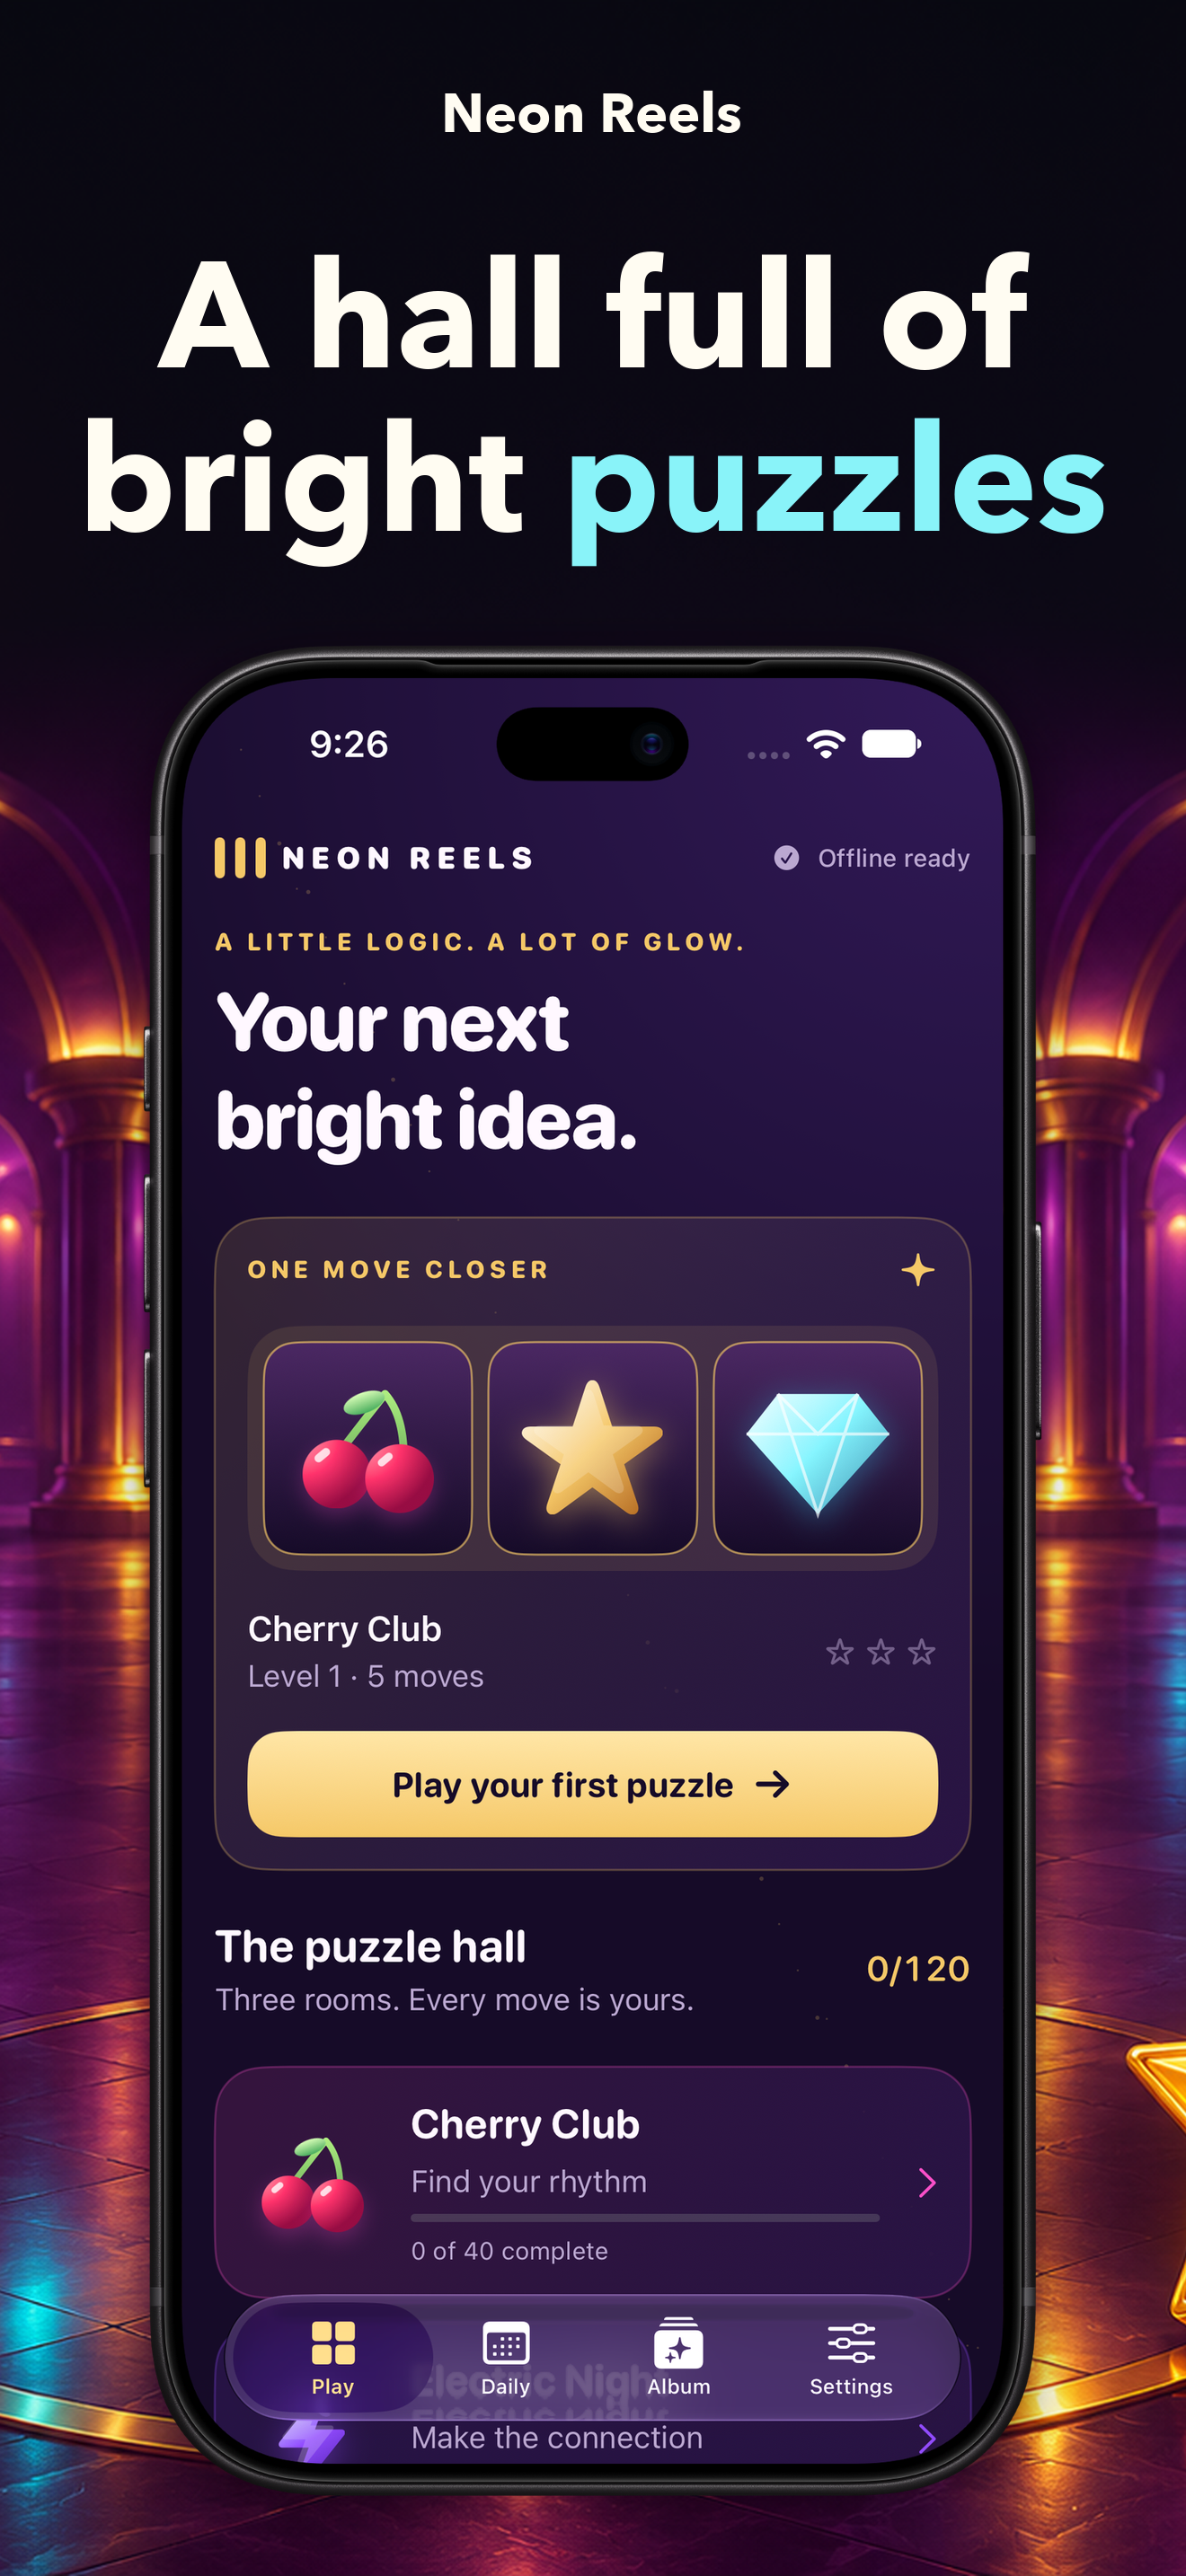 Neon Reels
A hall full of
bright puzzles
9:26
NEON REELS
Offline ready
A LITTLE LOGIC. A LOT OF GLOW.
Your next
bright idea.
ONE MOVE CLOSER
Cherry Club
Level 1 · 5 moves
Play your first puzzle →
The puzzle hall
0/120
Three rooms. Every move is yours.
Cherry Club
Find your rhythm
0 of 40 complete
Electric Night
Play
Daily
Album
Settings
Make the connection